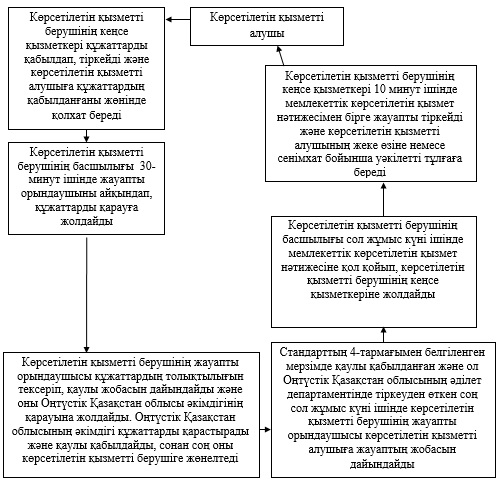 Көрсетілетін қызметті
алушы
Көрсетілетін қызметті
берушінің кеңсе
қызметкері құжаттарды
қабылдап, тіркейді және
көрсетілетін қызметті
алушыға құжаттардың
қабылданғаны жөнінде
қолхат береді
Көрсетілетін қызметті
берушінің басшылығы 30-
минут ішінде жауапты
орындаушыны айқындап,
құжаттарды қарауға
жолдайды
Көрсетілетін қызметті берушінің жауапты
орындаушысы құжаттардың толықтылығын
тексеріп, қаулы жобасын дайындайды және
оны Оңтүстік Қазақстан облысы әкімдігінің
қарауына жолдайды. Оңтүстік Қазақстан
облысының әкімдігі құжаттарды қарастырады
және қаулы қабылдайды, сонан соң оны
көрсетілетін қызметті берушіге жөнелтеді
Стандарттың 4-тармағымен белгіленген
мерзімде қаулы қабылданған және ол
Оңтүстік Қазақстан облысының әділет
департаментінде тіркеуден өткен соң
сол жұмыс күні ішінде көрсетілетін
қызметті берушінің жауапты
орындаушысы көрсетілетін қызметті
алушыға жауаптың жобасын
дайындайды
Көрсетілетін қызметті берушінің
басшылығы сол жұмыс күні ішінде
мемлекеттік көрсетілетін қызмет
нәтижесіне қол қойып, көрсетілетін
қызметті берушінің кеңсе
қызметкеріне жолдайды
Көрсетілетін қызметті берушінің
кеңсе қызметкері 10 минут ішінде
мемлекеттік көрсетілетін қызмет
нәтижесімен бірге жауапты тіркейді
және көрсетілетін қызметті
алушының жеке өзіне немесе
сенімхат бойынша уәкілетті тұлғаға
береді